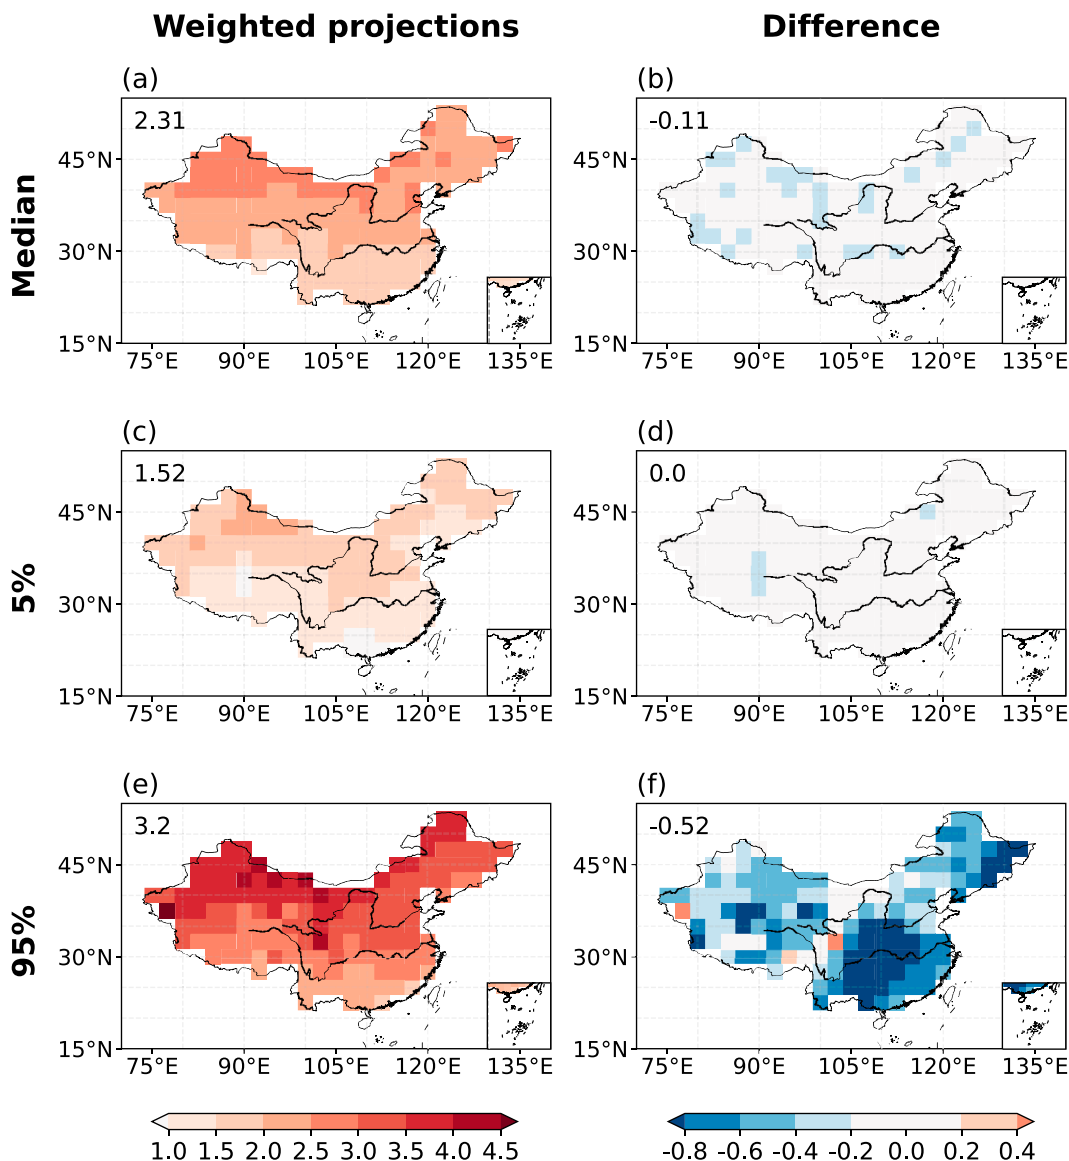 Weighted projections Difference
(a) (b)
2.31 -0.11
45°N 45°N
Median
30°N 30°N
15°N 15°N
75°E 90°E 105°E 120°E 135°E 75°E 90°E 105°E 120°E 135°E
(c) (d)
1.52 0.0
45°N 45°N
5%
30°N 30°N
15°N 15°N
75°E 90°E 105°E 120°E 135°E 75°E 90°E 105°E 120°E 135°E
(e) (f)
3.2 -0.52
45°N 45°N
95%
30°N 30°N
15°N 15°N
75°E 90°E 105°E 120°E 135°E 75°E 90°E 105°E 120°E 135°E
1.0 1.5 2.0 2.5 3.0 3.5 4.0 4.5 -0.8 -0.6 -0.4 -0.2 0.0 0.2 0.4